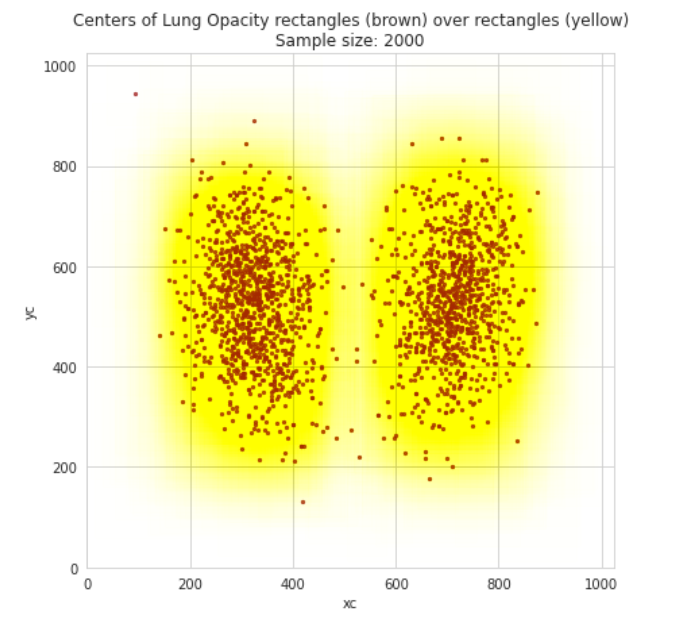 Centers of Lung Opacity rectangles (brown) over rectangles (yellow)
Sample size: 2000
1000
800
600
400
200
0
yc
0 200 400 600 800 1000
xc